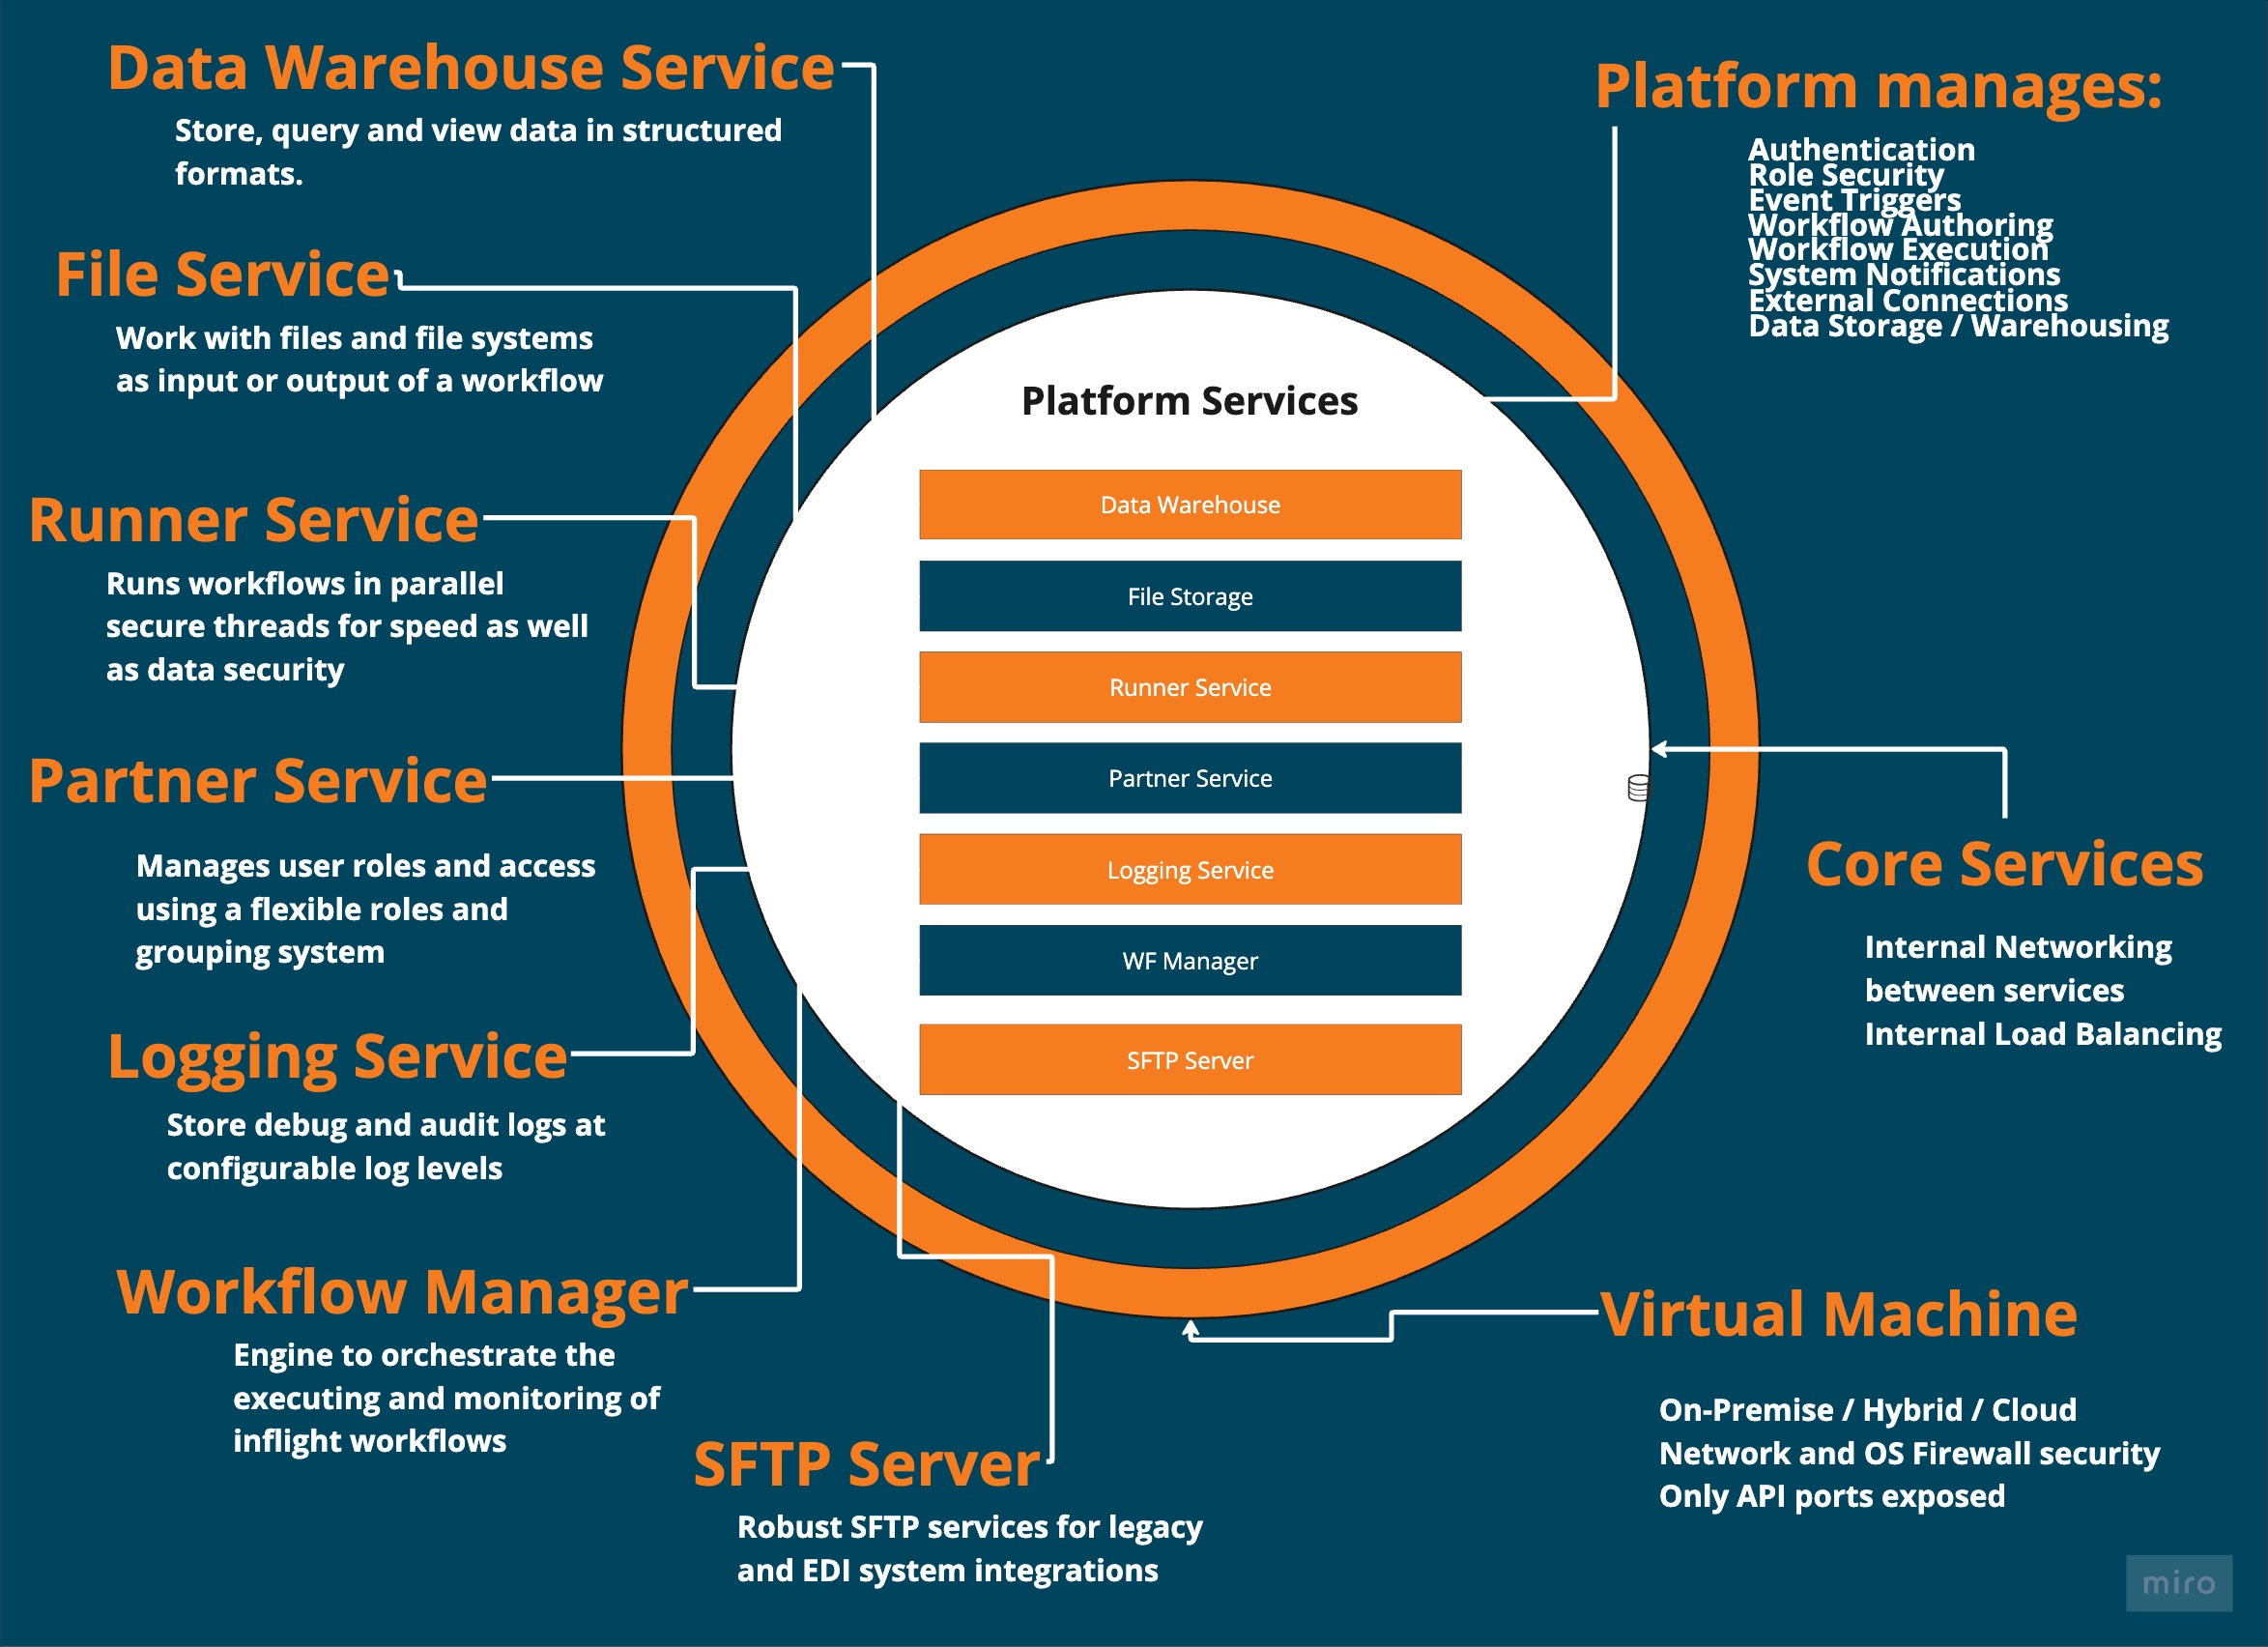 Data Warehouse Service
Store, query and view data in structured
formats.
File Service
Work with files and file systems
as input or output of a workflow
Runner Service
Runs workflows in parallel
secure threads for speed as well
as data security
Partner Service
Manages user roles and access
using a flexible roles and
grouping system
Logging Service
Store debug and audit logs at
configurable log levels
Workflow Manager
Engine to orchestrate the
executing and monitoring of
inflight workflows
SFTP Server
Robust SFTP services for legacy
and EDI system integrations
Platform Services
Data Warehouse
File Storage
Runner Service
Partner Service
Logging Service
WF Manager
SFTP Server
Platform manages:
Authentication
Role Security
Event Triggers
Workflow Authoring
Workflow Execution
System Notifications
External Connections
Data Storage / Warehousing
Core Services
Internal Networking
between services
Internal Load Balancing
Virtual Machine
On-Premise / Hybrid / Cloud
Network and OS Firewall security
Only API ports exposed
miro